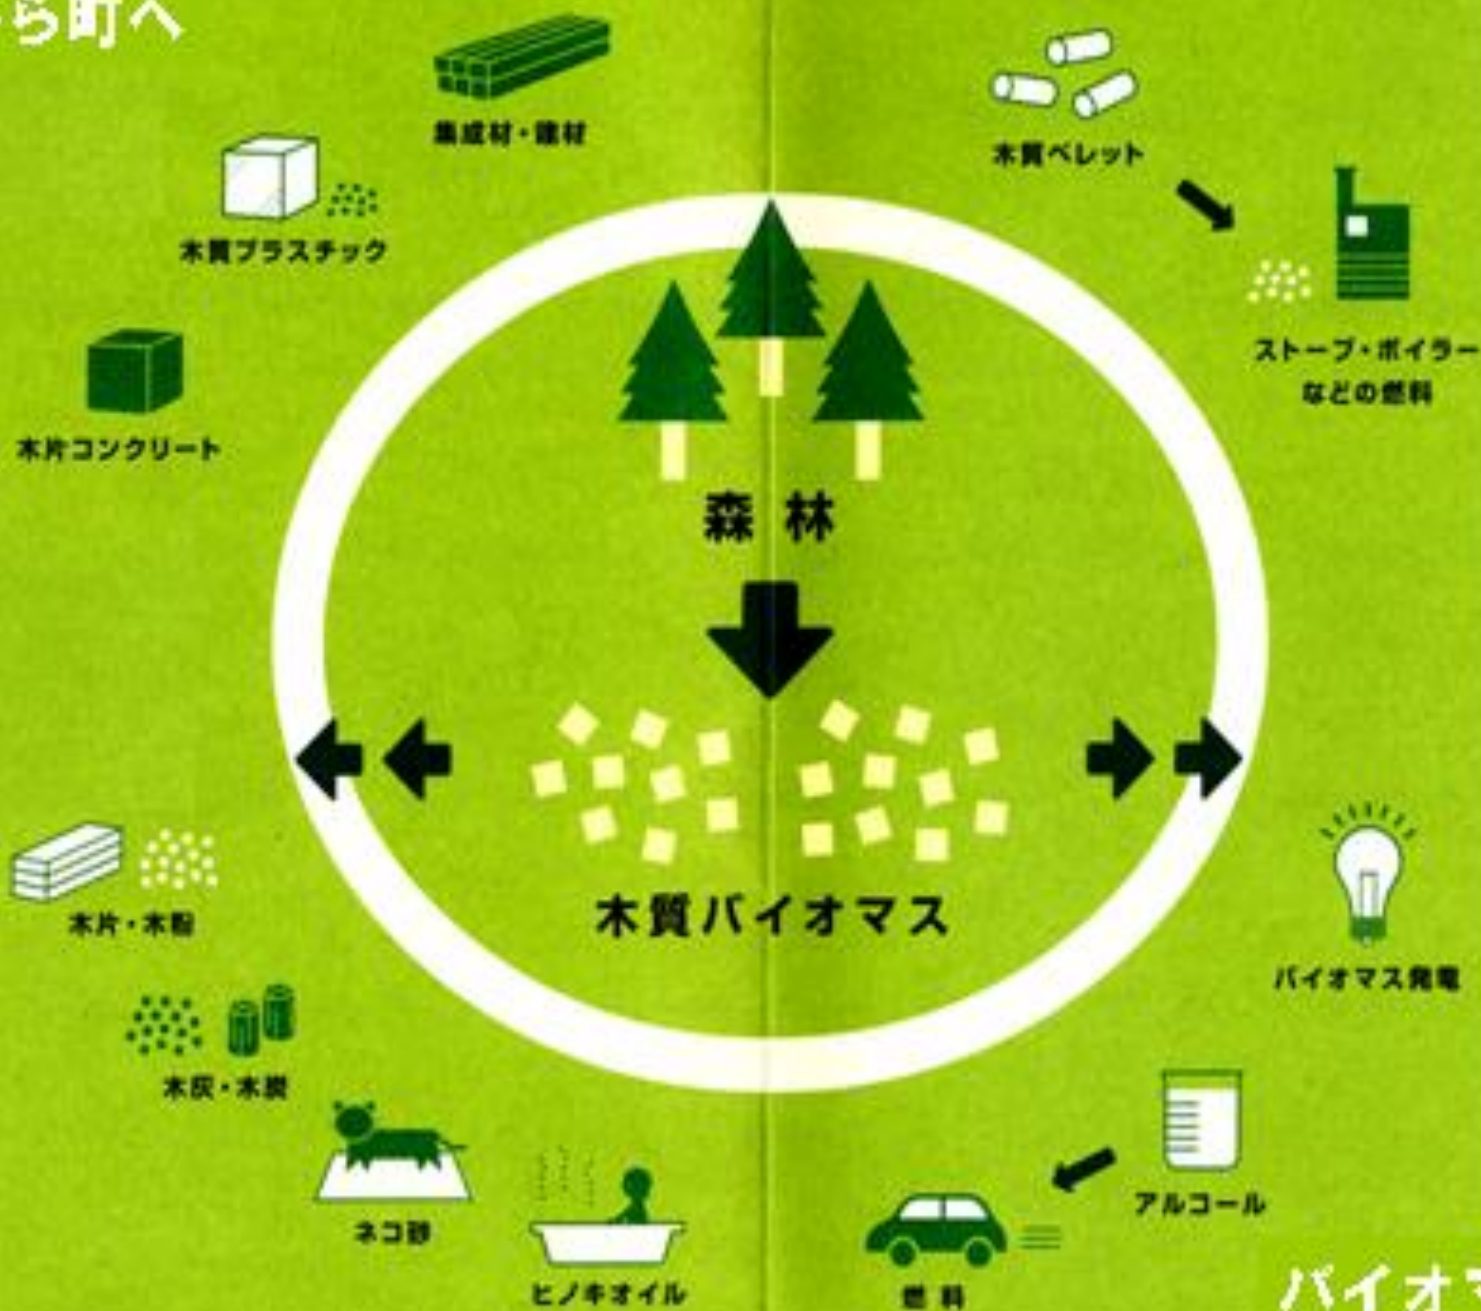 ら町へ
集成材・建材
木質ペレット
木質プラスチック
ストーブ・ボイラー
などの燃料
木片コンクリート
森林
木質バイオマス
木片・木粉
バイオマス発電
木灰・木炭
アルコール
ネコ砂
ヒノキオイル
燃料
バイオ